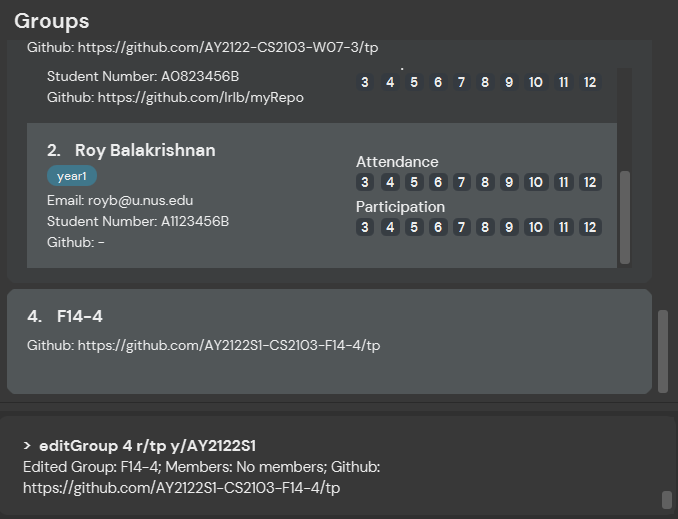 Groups
Github: https://github.com/AY2122-CS2103-W07-3/tp
Student Number: A0823456B
Github: https://github.com/lrlb/myRepo
3 4 5 6 7 8 9 10 11 12
2. Roy Balakrishnan
year1
Email: royb@u.nus.edu
Student Number: A1123456B
Github: -
Attendance
3 4 5 6 7 8 9 10 11 12
Participation
3 4 5 6 7 8 9 10 11 12
4. F14-4
Github: https://github.com/AY2122S1-CS2103-F14-4/tp
> editGroup 4 r/tp y/AY2122S1
Edited Group: F14-4; Members: No members; Github:
https://github.com/AY2122S1-CS2103-F14-4/tp